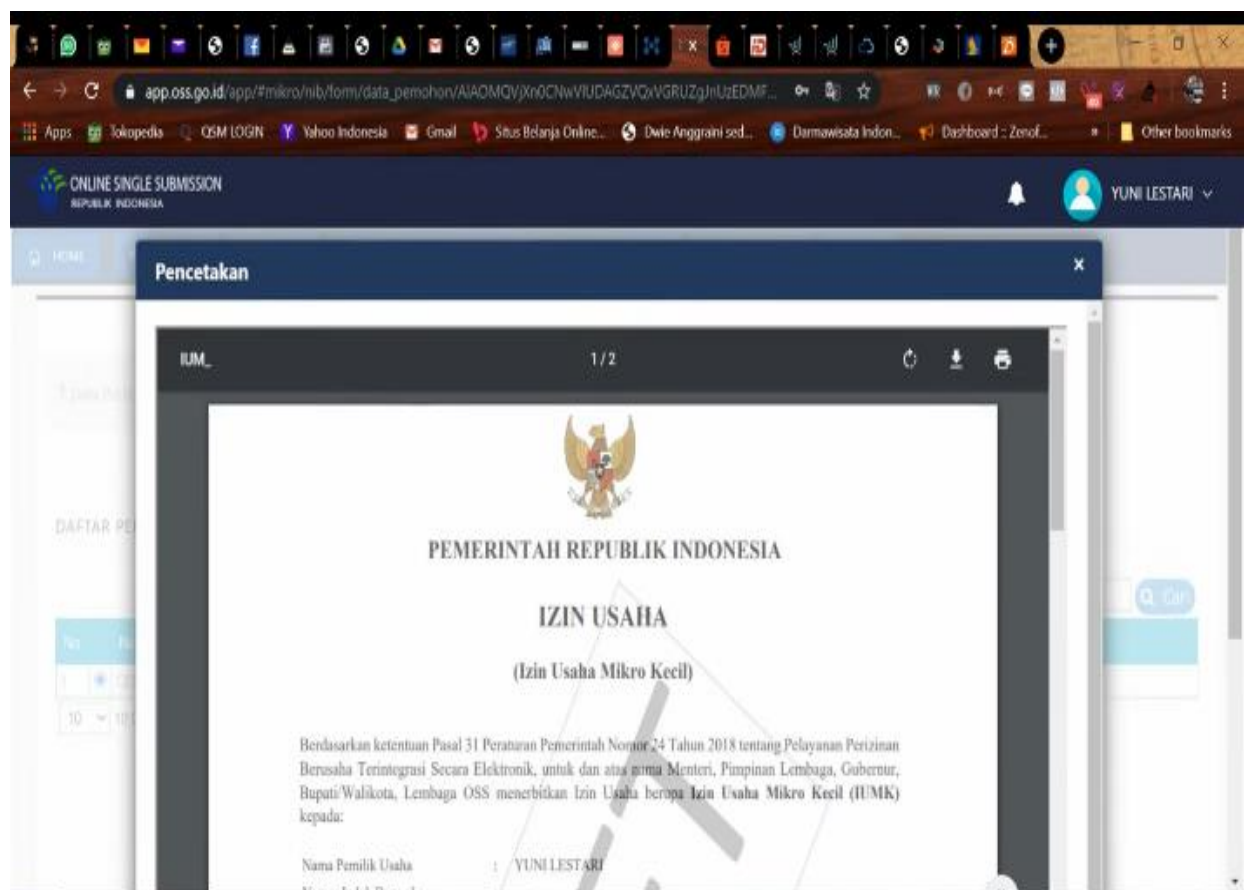 app.oss.go.id/app/#mikro/nib/form/data_pemohon/
Apps Tokopedia QSM LOGIN Yahoo Indonesia Gmail Situs Belanja Online... Dwie Anggraini sed... Darmawisata Indon... Dashboard :: Zenof... » Other bookmarks
ONLINE SINGLE SUBMISSION
REPUBLIK INDONESIA
YUNI LESTARI
HOME
Pencetakan ×
IUM_ 1 / 2
PEMERINTAH REPUBLIK INDONESIA
IZIN USAHA
(Izin Usaha Mikro Kecil)
DAFTAR
Cari
No
1
10
Berdasarkan ketentuan Pasal 31 Peraturan Pemerintah Nomor 24 Tahun 2018 tentang Pelayanan Perizinan
Berusaha Terintegrasi Secara Elektronik, untuk dan atas nama Menteri, Pimpinan Lembaga, Gubernur,
Bupati/Walikota, Lembaga OSS menerbitkan Izin Usaha berupa Izin Usaha Mikro Kecil (IUMK)
kepada:
Nama Pemilik Usaha : YUNI LESTARI